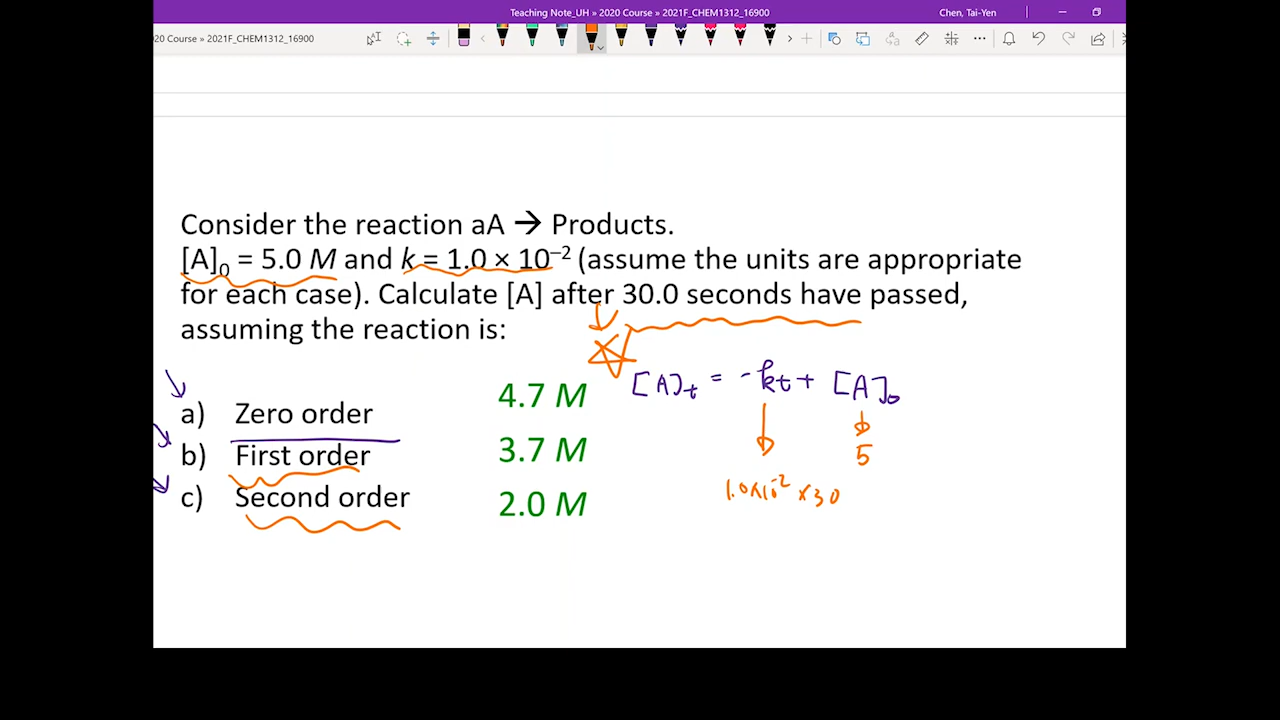 Teaching Note_UH » 2020 Course » 2021F_CHEM1312_16900
Chen, Tai-Yen
20 Course » 2021F_CHEM1312_16900
Consider the reaction aA → Products.
[A]₀ = 5.0 M and k = 1.0 × 10⁻² (assume the units are appropriate
for each case). Calculate [A] after 30.0 seconds have passed,
assuming the reaction is:
a) Zero order 4.7 M
b) First order 3.7 M
c) Second order 2.0 M
[A]t = -kt + [A]₀
5
1.0×10⁻² × 30